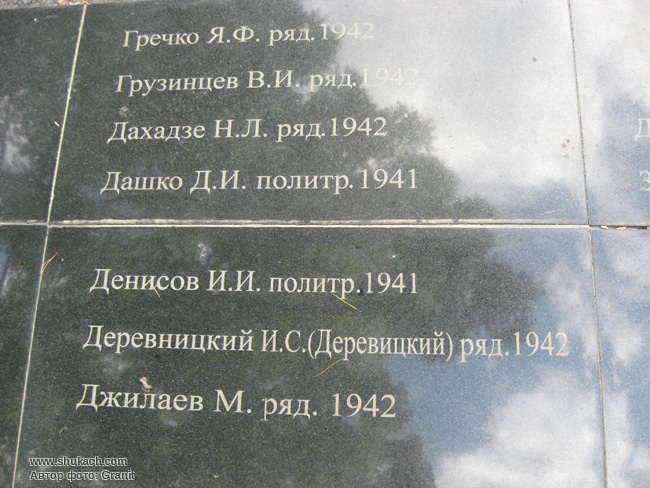 Гречко Я.Ф. ряд.1942
Грузинцев В.И. ряд.1942
Дахадзе Н.Л. ряд.1942
Дашко Д.И. политр.1941
Денисов И.И. политр.1941
Деревницкий И.С.(Деревицкий) ряд.1942
Джилаев М. ряд. 1942
www.shukach.com
Автор фото: Granit